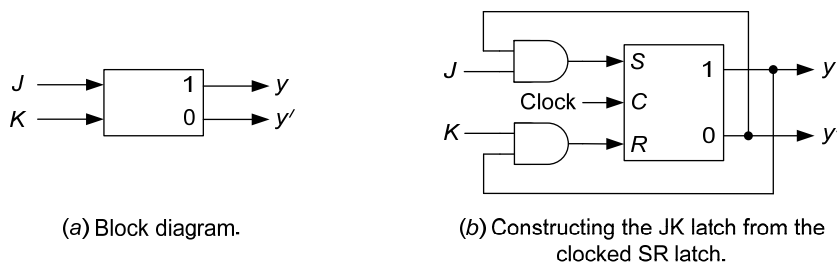 J
K
1
0
y
y′
(a) Block diagram.
J
Clock
K
S
C
R
1
0
y
y
(b) Constructing the JK latch from the
clocked SR latch.